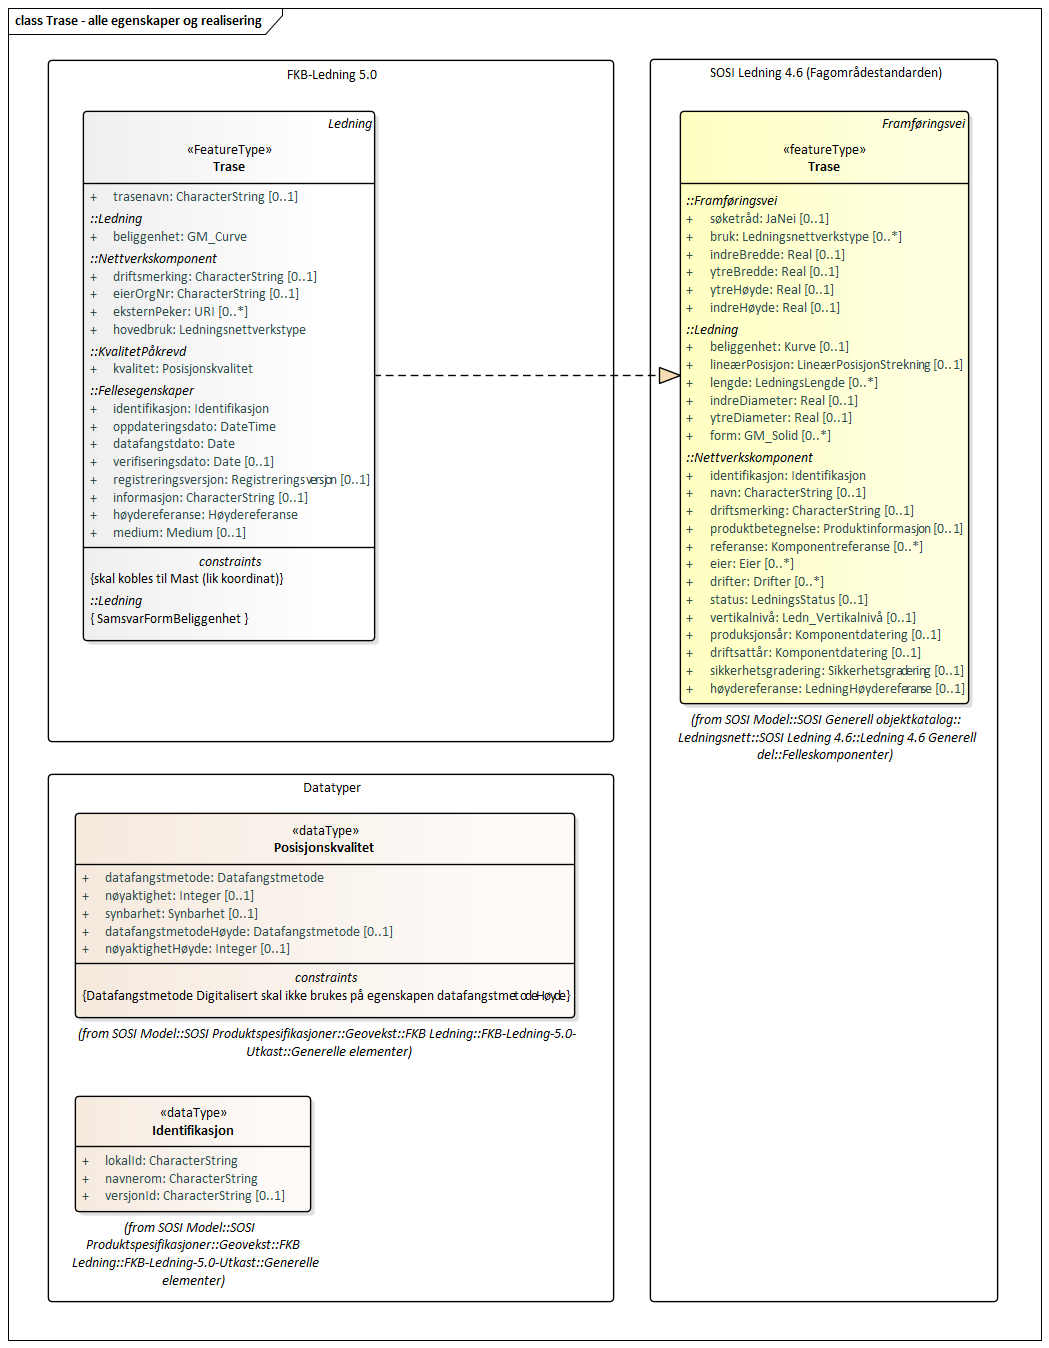 class Trase - alle egenskaper og realisering
FKB-Ledning 5.0
Ledning
«FeatureType»
Trase
+ trasenavn: CharacterString [0..1]
::Ledning
+ beliggenhet: GM_Curve
::Nettverkskomponent
+ driftsmerking: CharacterString [0..1]
+ eierOrgNr: CharacterString [0..1]
+ eksternPeker: URI [0..*]
+ hovedbruk: Ledningsnettverkstype
::KvalitetPåkrevd
+ kvalitet: Posisjonskvalitet
::Fellesegenskaper
+ identifikasjon: Identifikasjon
+ oppdateringsdato: DateTime
+ datafangstdato: Date
+ verifiseringsdato: Date [0..1]
+ registreringsversjon: Registreringsversjon [0..1]
+ informasjon: CharacterString [0..1]
+ høydereferanse: Høydereferanse
+ medium: Medium [0..1]
constraints
{skal kobles til Mast (lik koordinat)}
::Ledning
{ SamsvarFormBeliggenhet }
SOSI Ledning 4.6 (Fagområdestandarden)
Framføringsvei
«featureType»
Trase
::Framføringsvei
+ søketråd: JaNei [0..1]
+ bruk: Ledningsnettverkstype [0..*]
+ indreBredde: Real [0..1]
+ ytreBredde: Real [0..1]
+ ytreHøyde: Real [0..1]
+ indreHøyde: Real [0..1]
::Ledning
+ beliggenhet: Kurve [0..1]
+ lineærPosisjon: LineærPosisjonStrekning [0..1]
+ lengde: LedningsLengde [0..*]
+ indreDiameter: Real [0..1]
+ ytreDiameter: Real [0..1]
+ form: GM_Solid [0..*]
::Nettverkskomponent
+ identifikasjon: Identifikasjon
+ navn: CharacterString [0..1]
+ driftsmerking: CharacterString [0..1]
+ produktbetegnelse: Produktinformasjon [0..1]
+ referanse: Komponentreferanse [0..*]
+ eier: Eier [0..*]
+ drifter: Drifter [0..*]
+ status: LedningsStatus [0..1]
+ vertikalnivå: Ledn_Vertikalnivå [0..1]
+ produksjonsår: Komponentdatering [0..1]
+ driftsattår: Komponentdatering [0..1]
+ sikkerhetsgradering: Sikkerhetsgradering [0..1]
+ høydereferanse: LedningHøydereferanse [0..1]
(from SOSI Model::SOSI Generell objektkatalog::
Ledningsnett::SOSI Ledning 4.6::Ledning 4.6 Generell
del::Felleskomponenter)
Datatyper
«dataType»
Posisjonskvalitet
+ datafangstmetode: Datafangstmetode
+ nøyaktighet: Integer [0..1]
+ synbarhet: Synbarhet [0..1]
+ datafangstmetodeHøyde: Datafangstmetode [0..1]
+ nøyaktighetHøyde: Integer [0..1]
constraints
{Datafangstmetode Digitalisert skal ikke brukes på egenskapen datafangstmetodeHøyde}
(from SOSI Model::SOSI Produktspesifikasjoner::Geovekst::FKB Ledning::FKB-Ledning-5.0-
Utkast::Generelle elementer)
«dataType»
Identifikasjon
+ lokalId: CharacterString
+ navnerom: CharacterString
+ versjonId: CharacterString [0..1]
(from SOSI Model::SOSI
Produktspesifikasjoner::Geovekst::FKB
Ledning::FKB-Ledning-5.0-Utkast::Generelle
elementer)